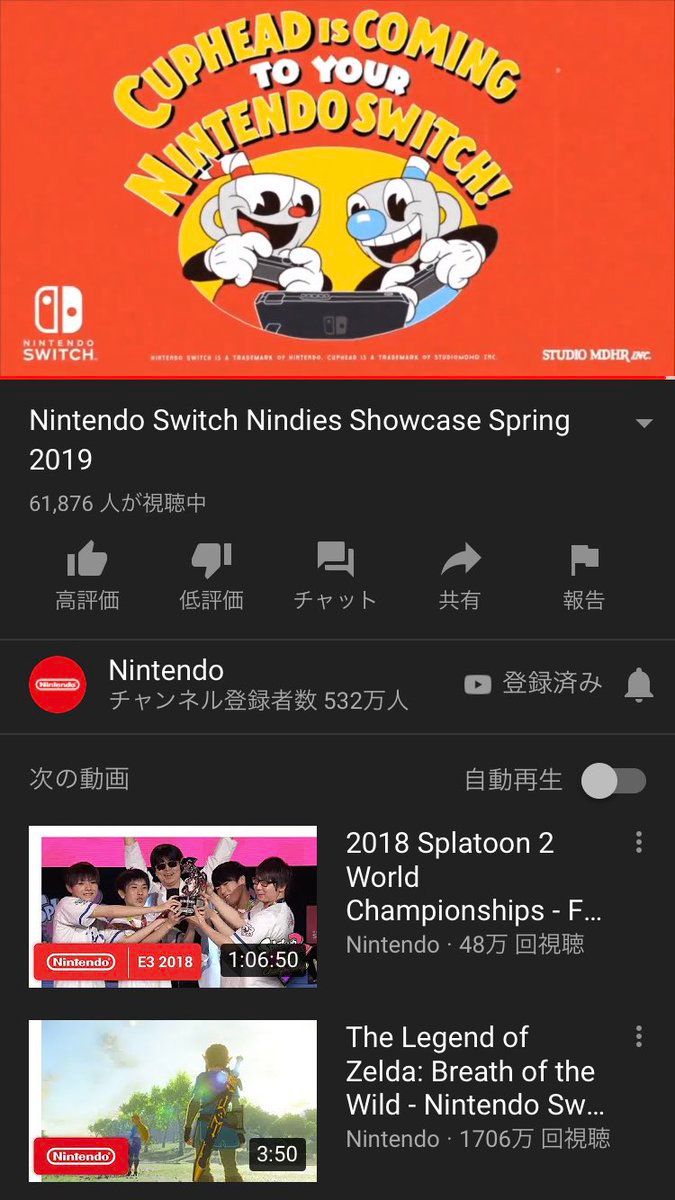 CUPHEAD IS COMING
TO YOUR
NINTENDO SWITCH!
NINTENDO
SWITCH™
NINTENDO SWITCH IS A TRADEMARK OF NINTENDO. CUPHEAD IS A TRADEMARK OF STUDIOMDHR INC.
STUDIO MDHR INC.
Nintendo Switch Nindies Showcase Spring
2019
61,876 人が視聴中
高評価
低評価
チャット
共有
報告
Nintendo
Nintendo
チャンネル登録者数 532万人
登録済み
次の動画
自動再生
Nintendo
E3 2018
1:06:50
2018 Splatoon 2
World
Championships - F...
Nintendo · 48万 回視聴
Nintendo
3:50
The Legend of
Zelda: Breath of the
Wild - Nintendo Sw...
Nintendo · 1706万 回視聴